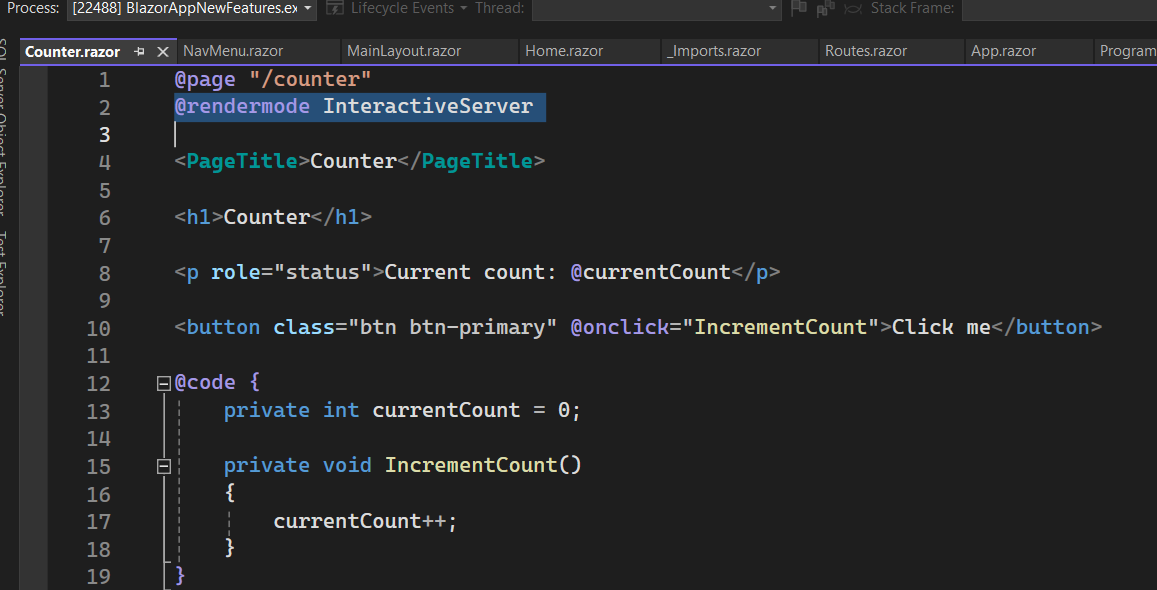 Process: [22488] BlazorAppNewFeatures.ex Lifecycle Events Thread: Stack Frame:
Counter.razor NavMenu.razor MainLayout.razor Home.razor _Imports.razor Routes.razor App.razor Program
SQL Server Object Explorer
Test Explorer
1 @page "/counter"
2 @rendermode InteractiveServer
3
4 <PageTitle>Counter</PageTitle>
5
6 <h1>Counter</h1>
7
8 <p role="status">Current count: @currentCount</p>
9
10 <button class="btn btn-primary" @onclick="IncrementCount">Click me</button>
11
12 @code {
13     private int currentCount = 0;
14
15     private void IncrementCount()
16     {
17         currentCount++;
18     }
19 }